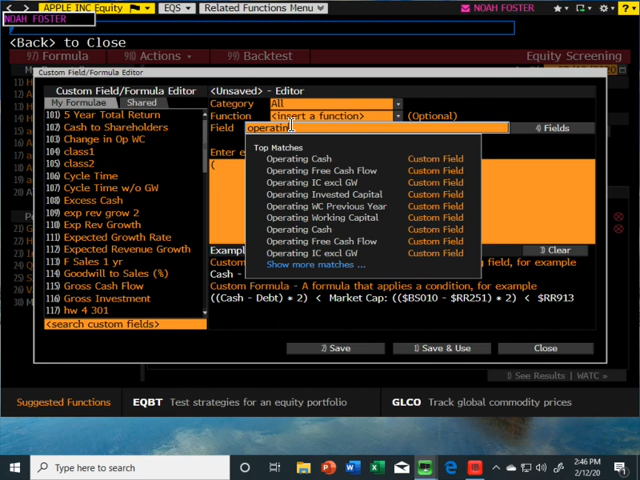 APPLE INC Equity EQS Related Functions Menu NOAH FOSTER
NOAH FOSTER
<Back> to Close
97) Formula 98) Actions 99) Backtest Equity Screening
Custom Field/Formula Editor
Custom Field/Formula Editor
My Formulae Shared
101) 5 Year Total Return
102) Cash to Shareholders
103) Change in Op WC
104) class1
105) class2
106) Cycle Time
107) Cycle Time w/o GW
108) Excess Cash
109) exp rev grow 2
110) Exp Rev Growth
111) Expected Growth Rate
112) Expected Revenue Growth
113) F Sales 1 yr
114) Goodwill to Sales (%)
115) Gross Cash Flow
116) Gross Investment
117) hw 4 301
<search custom fields>
<Unsaved> - Editor
Category All
Function <insert a function> (Optional)
Field operating 4) Fields
Enter e
(
Top Matches
Operating Cash Custom Field
Operating Free Cash Flow Custom Field
Operating IC excl GW Custom Field
Operating Invested Capital Custom Field
Operating WC Previous Year Custom Field
Operating Working Capital Custom Field
Operating Cash Custom Field
Operating Free Cash Flow Custom Field
Operating IC excl GW Custom Field
Show more matches ...
Clear
Example
Custom field, for example
Cash -
Custom Formula - A formula that applies a condition, for example
((Cash - Debt) * 2) < Market Cap: (($BS010 - $RR251) * 2) < $RR913
2) Save 1) Save & Use Close
See Results | WATC »
Suggested Functions EQBT Test strategies for an equity portfolio GLCO Track global commodity prices
Type here to search
2:46 PM
2/12/20